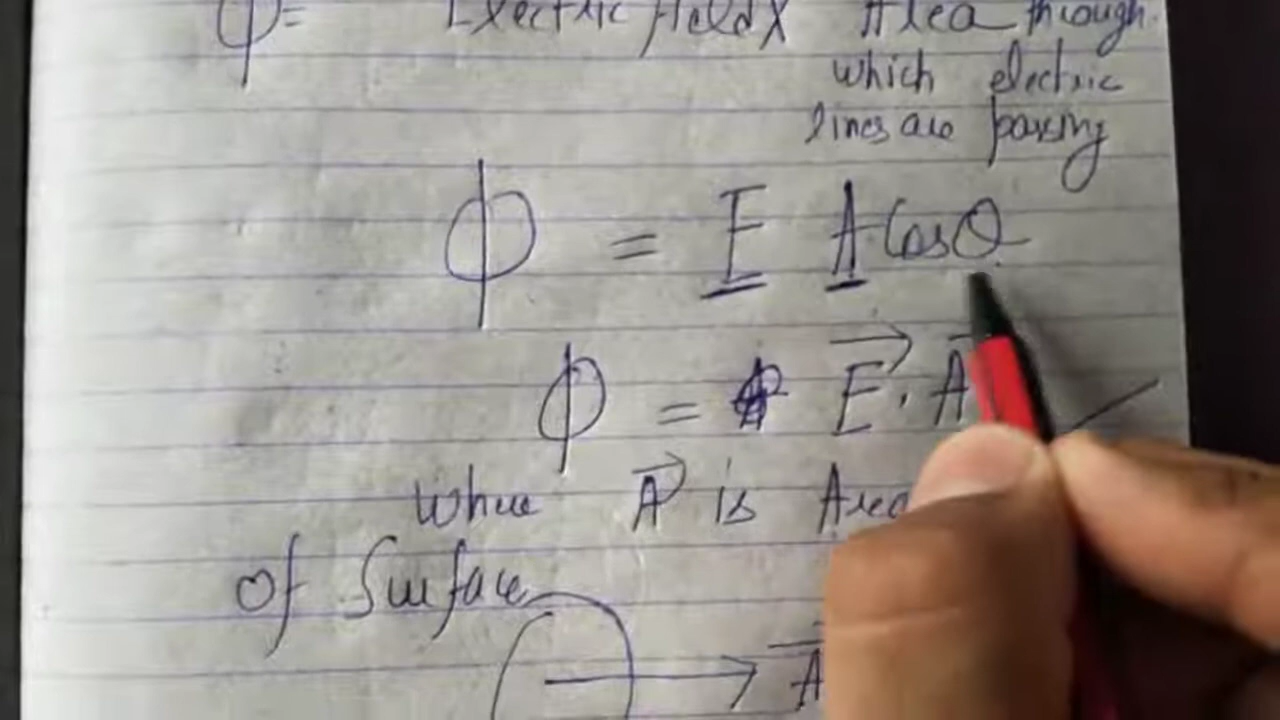 ϕ = Electric field X Area through
which electric
lines are passing
ϕ = E A Cosθ
ϕ = E⃗ · A⃗
Where A⃗ is Area
Of Surface
A⃗